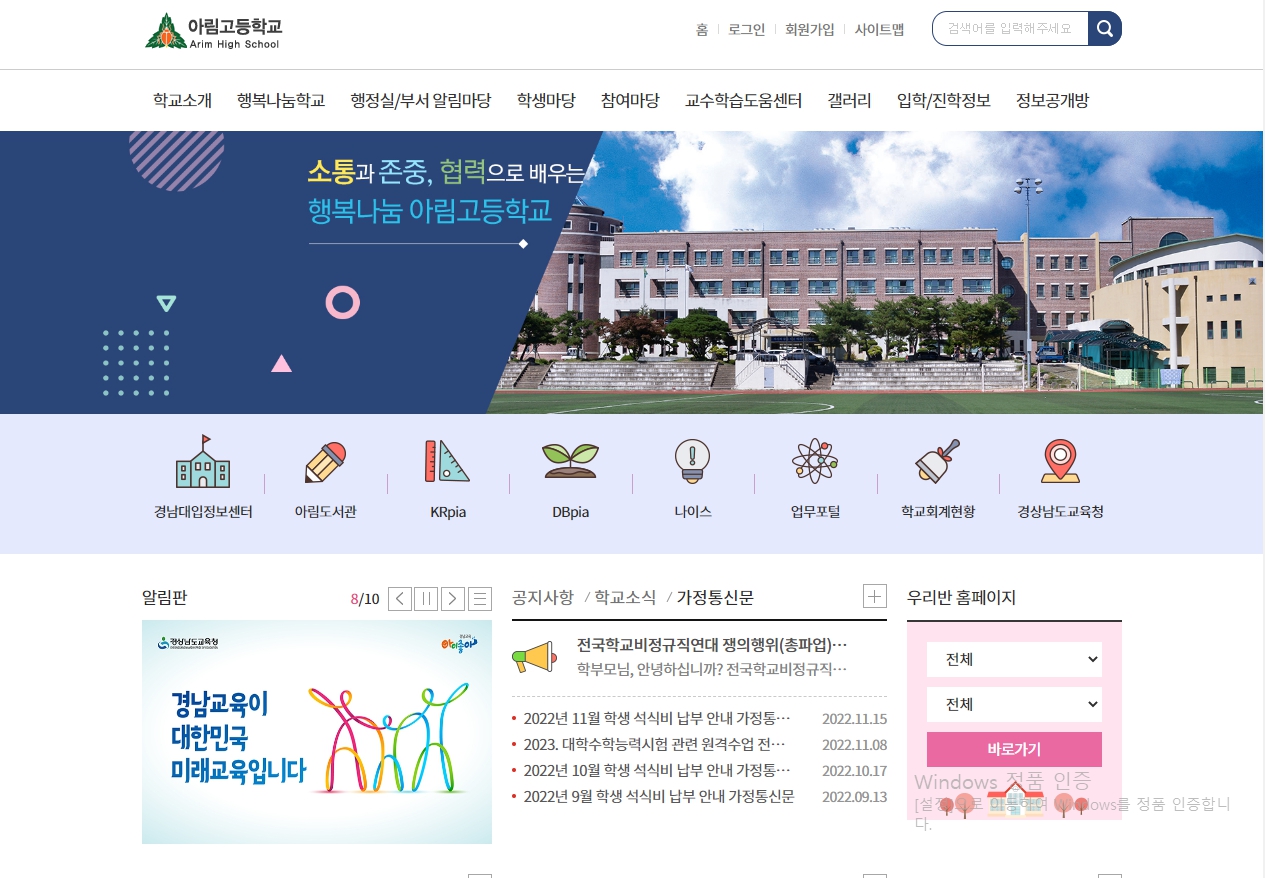 아림고등학교
Arim High School
홈 로그인 회원가입 사이트맵
검색어를 입력해주세요
학교소개 행복나눔학교 행정실/부서 알림마당 학생마당 참여마당 교수학습도움센터 갤러리 입학/진학정보 정보공개방
소통과 존중, 협력으로 배우는
행복나눔 아림고등학교
경남대입정보센터 아림도서관 KRpia DBpia 나이스 업무포털 학교회계현황 경상남도교육청
알림판 8/10
경상남도교육청
아이좋아
경남교육이
대한민국
미래교육입니다
공지사항 / 학교소식 / 가정통신문
전국학교비정규직연대 쟁의행위(총파업)…
학부모님, 안녕하십니까? 전국학교비정규직…
2022년 11월 학생 석식비 납부 안내 가정통… 2022.11.15
2023. 대학수학능력시험 관련 원격수업 전… 2022.11.08
2022년 10월 학생 석식비 납부 안내 가정통… 2022.10.17
2022년 9월 학생 석식비 납부 안내 가정통신문 2022.09.13
우리반 홈페이지
전체
전체
바로가기
Windows 정품 인증
[설정]으로 이동하여 Windows를 정품 인증합니
다.